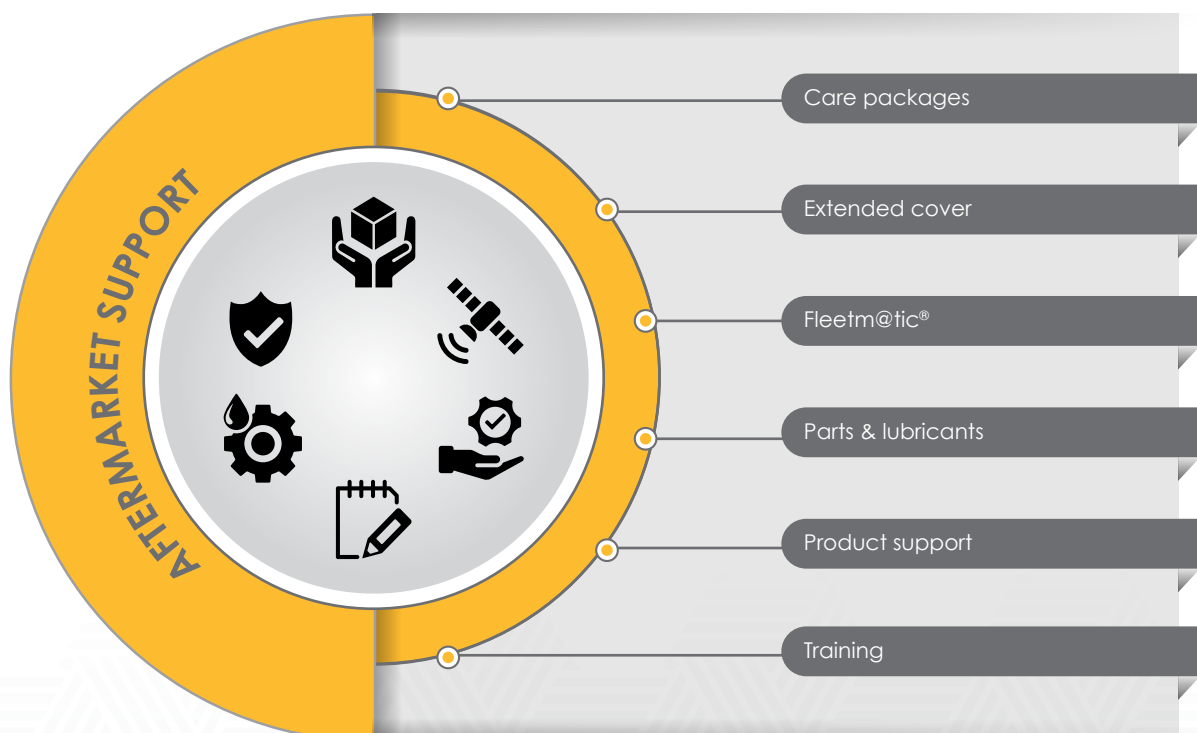 AFTERMARKET SUPPORT
Care packages
Extended cover
Fleetm@tic®
Parts & lubricants
Product support
Training